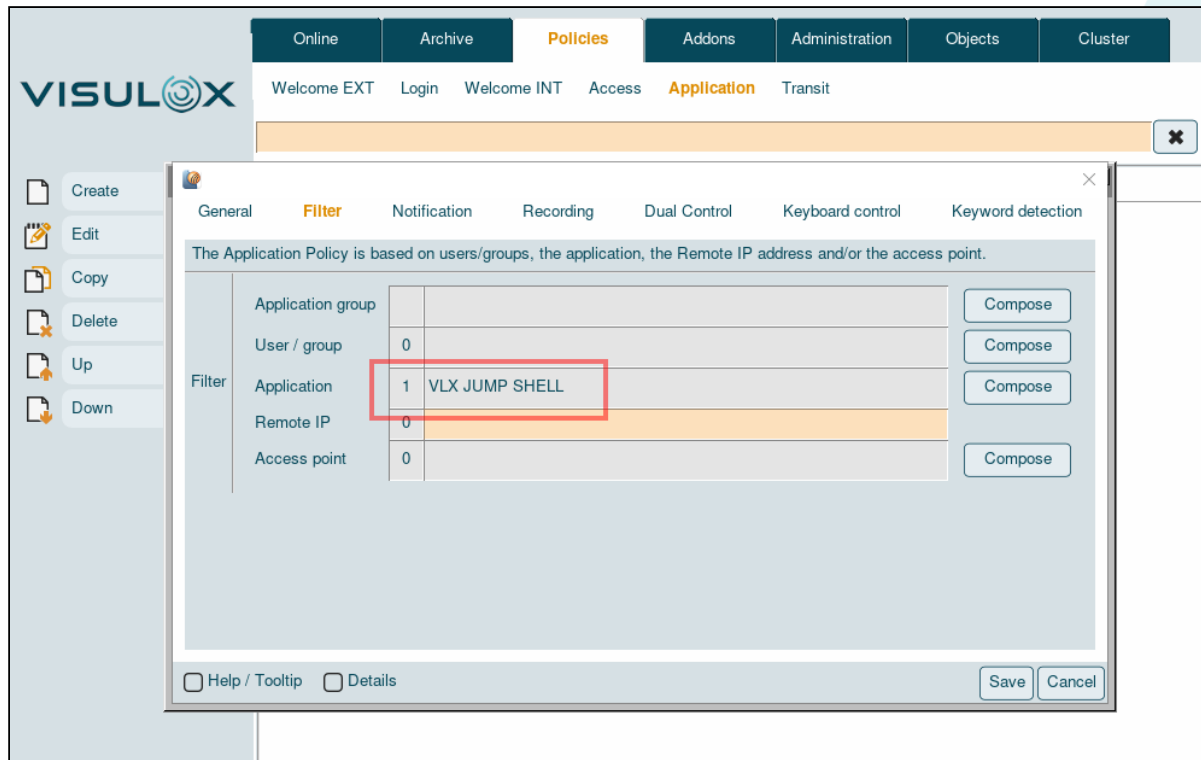 Online Archive Policies Addons Administration Objects Cluster
VISULOX
Welcome EXT Login Welcome INT Access Application Transit
Create
Edit
Copy
Delete
Up
Down
General Filter Notification Recording Dual Control Keyboard control Keyword detection
The Application Policy is based on users/groups, the application, the Remote IP address and/or the access point.
Filter
Application group Compose
User / group 0 Compose
Application 1 VLX JUMP SHELL Compose
Remote IP 0
Access point 0 Compose
Help / Tooltip Details Save Cancel